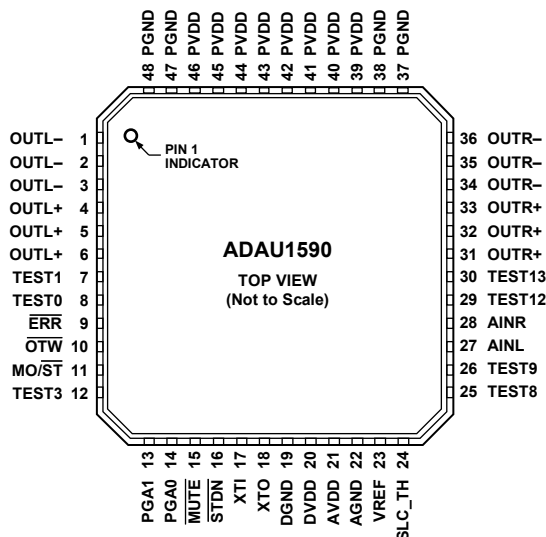 48 PGND
47 PGND
46 PVDD
45 PVDD
44 PVDD
43 PVDD
42 PVDD
41 PVDD
40 PVDD
39 PVDD
38 PGND
37 PGND
OUTL– 1
OUTL– 2
OUTL– 3
OUTL+ 4
OUTL+ 5
OUTL+ 6
TEST1 7
TEST0 8
ERR 9
OTW 10
MO/ST 11
TEST3 12
PIN 1
INDICATOR
ADAU1590
TOP VIEW
(Not to Scale)
36 OUTR–
35 OUTR–
34 OUTR–
33 OUTR+
32 OUTR+
31 OUTR+
30 TEST13
29 TEST12
28 AINR
27 AINL
26 TEST9
25 TEST8
PGA1 13
PGA0 14
MUTE 15
STDN 16
XTI 17
XTO 18
DGND 19
DVDD 20
AVDD 21
AGND 22
VREF 23
SLC_TH 24